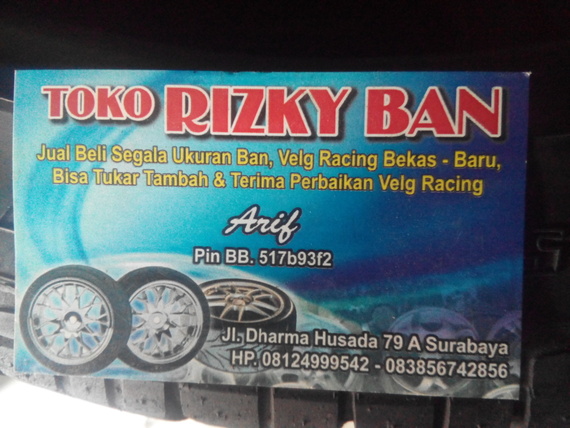 TOKO RIZKY BAN
Jual Beli Segala Ukuran Ban, Velg Racing Bekas - Baru,
Bisa Tukar Tambah & Terima Perbaikan Velg Racing
Arif
Pin BB. 517b93f2
Jl. Dharma Husada 79 A Surabaya
HP. 08124999542 - 083856742856